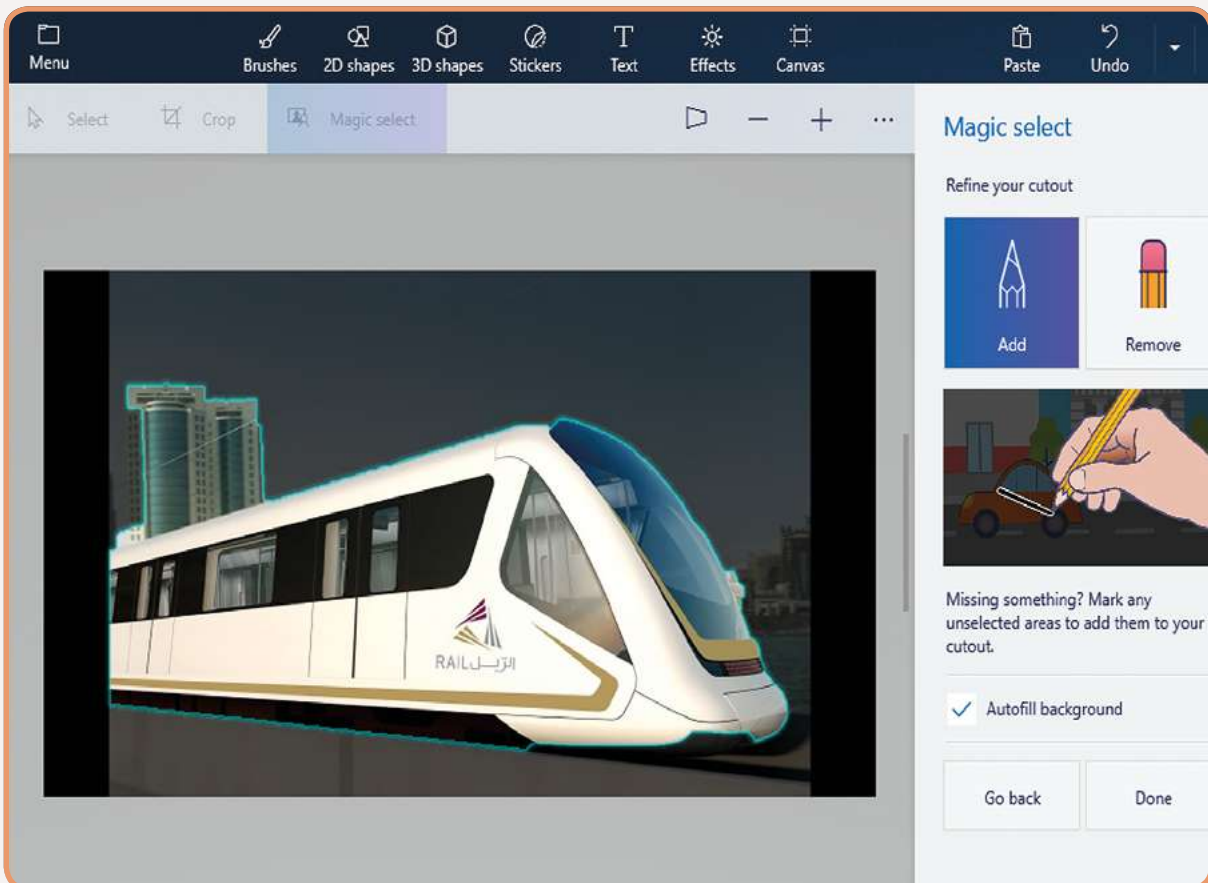 Menu
Brushes
2D shapes
3D shapes
Stickers
Text
Effects
Canvas
Paste
Undo
Select
Crop
Magic select
Magic select
Refine your cutout
Add
Remove
Missing something? Mark any
unselected areas to add them to your
cutout.
Autofill background
Go back
Done
RAIL الريــل